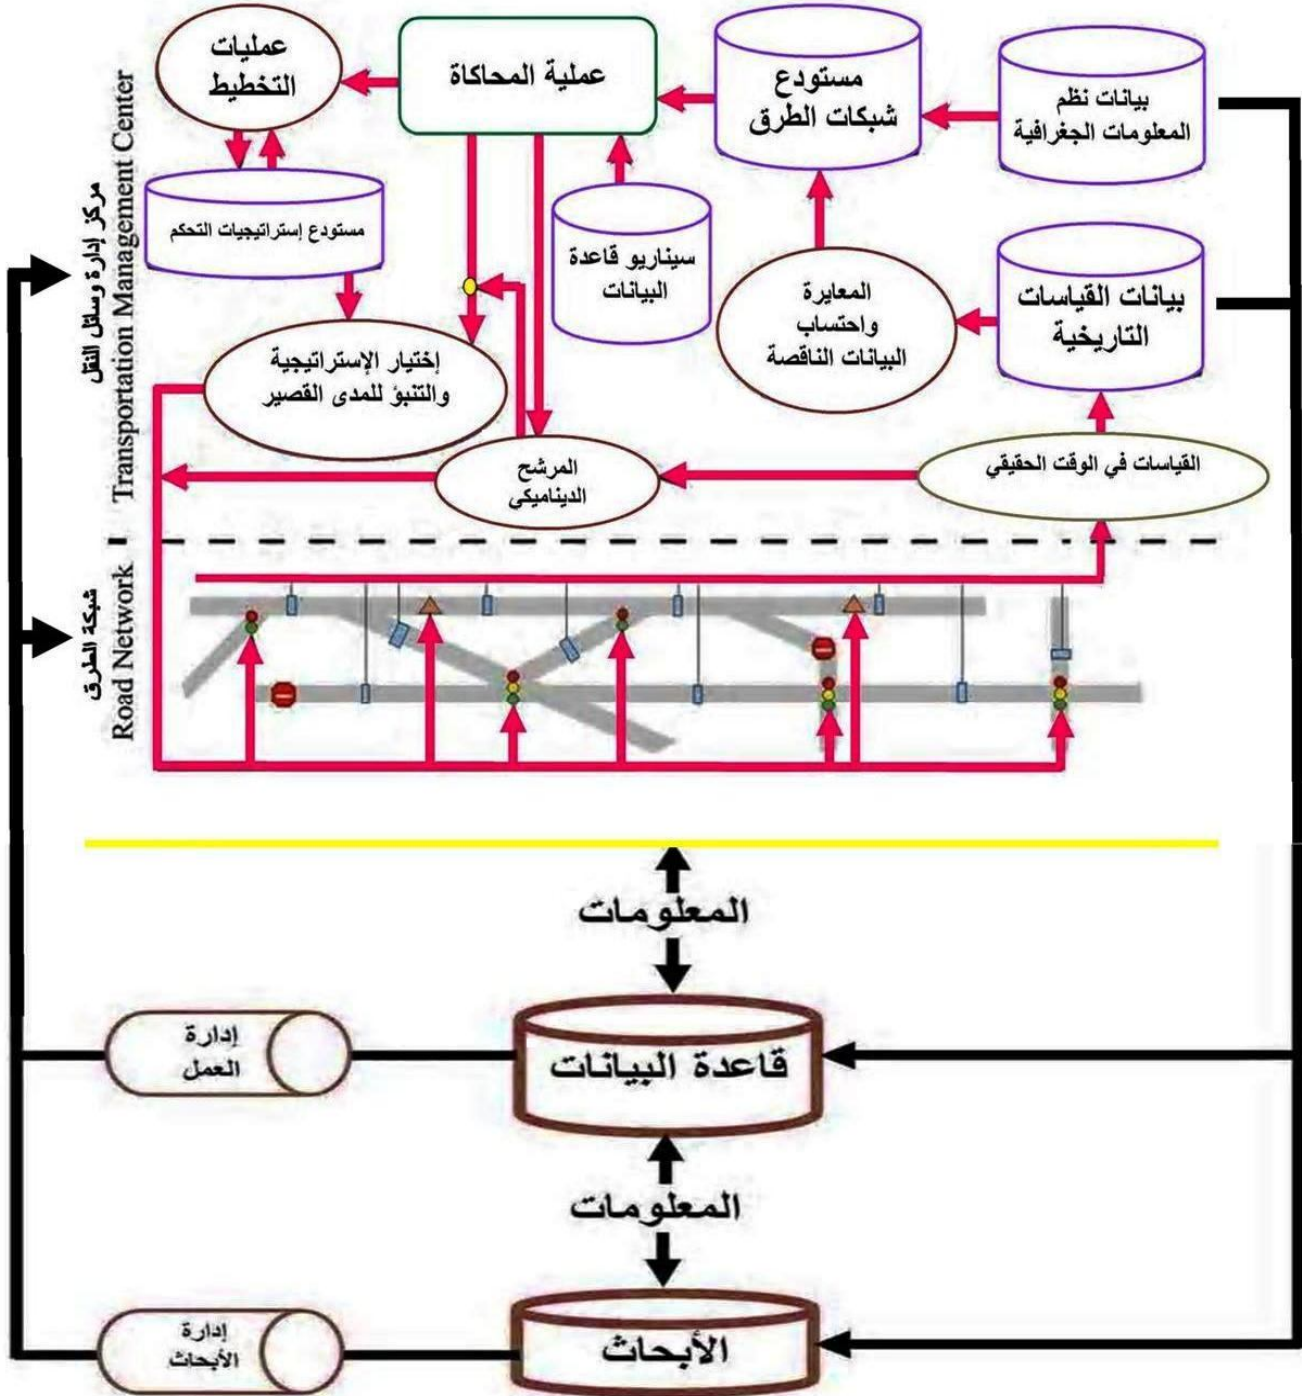 عمليات
التخطيط
عملية المحاكاة
مستودع
شبكات الطرق
بيانات نظم
المعلومات الجغرافية
مستودع إستراتيجيات التحكم
سيناريو قاعدة
البيانات
المعايرة
واحتساب
البيانات الناقصة
بيانات القياسات
التاريخية
إختيار الإستراتيجية
والتنبؤ للمدى القصير
المرشح
الديناميكي
القياسات في الوقت الحقيقي
مركز إدارة وسائل النقل
Transportation Management Center
شبكة الطرق
Road Network
المعلومات
إدارة
العمل
قاعدة البيانات
المعلومات
إدارة
الأبحاث
الأبحاث